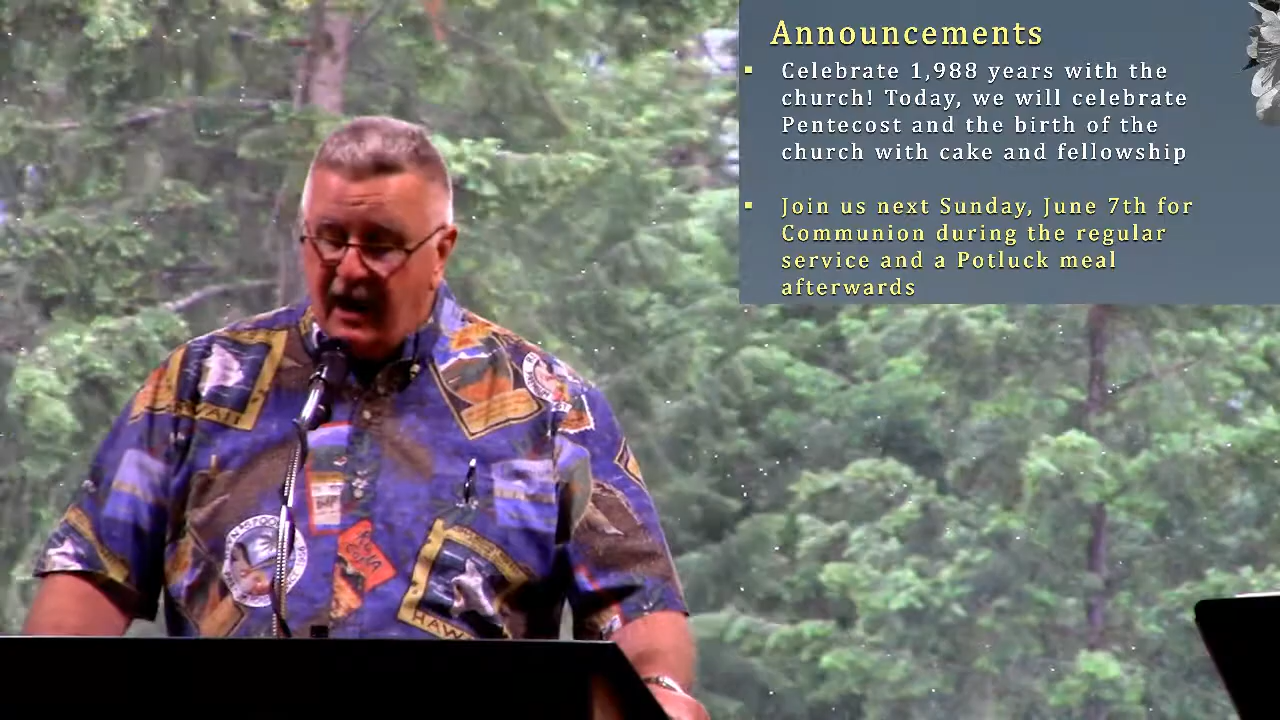 Announcements
▪ Celebrate 1,988 years with the
church! Today, we will celebrate
Pentecost and the birth of the
church with cake and fellowship
▪ Join us next Sunday, June 7th for
Communion during the regular
service and a Potluck meal
afterwards
HAWAII
HAW